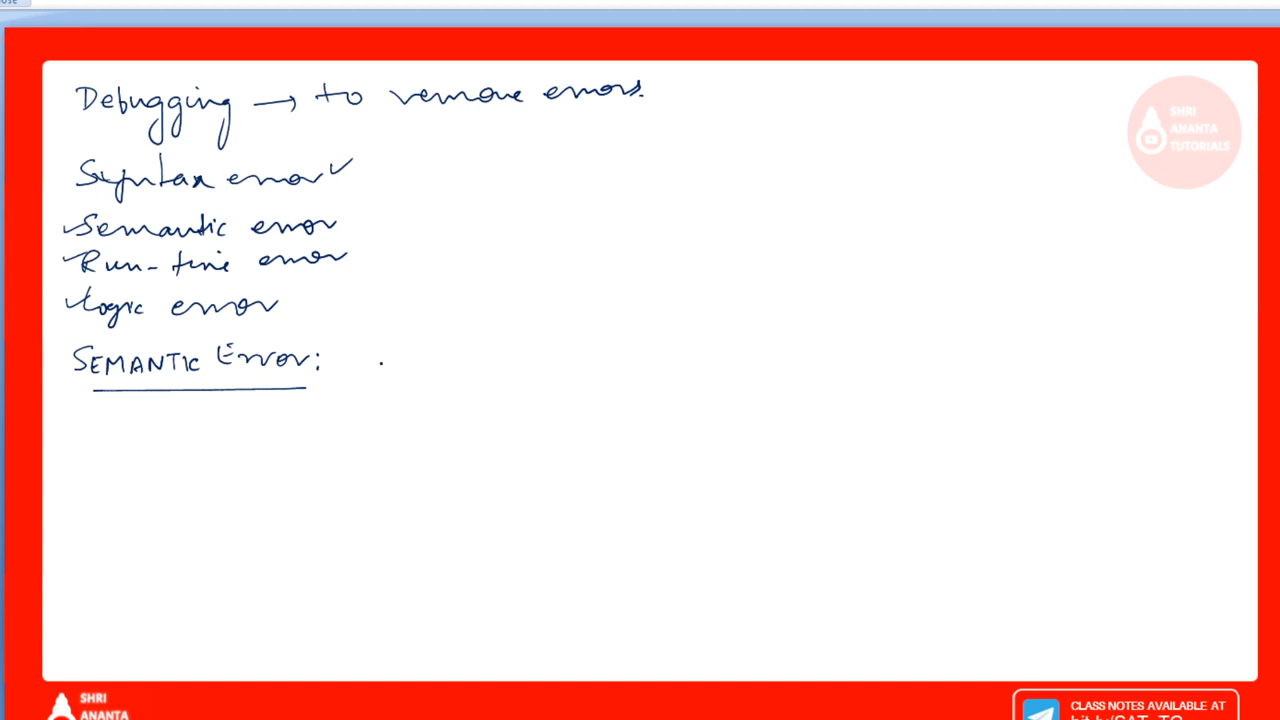 Debugging → to remove errors.
Syntax error ✓
✓Semantic error
✓Run-time error
✓Logic error
SEMANTIC Error:
SHRI
ANANTA
TUTORIALS
SHRI
ANANTA
CLASS NOTES AVAILABLE AT